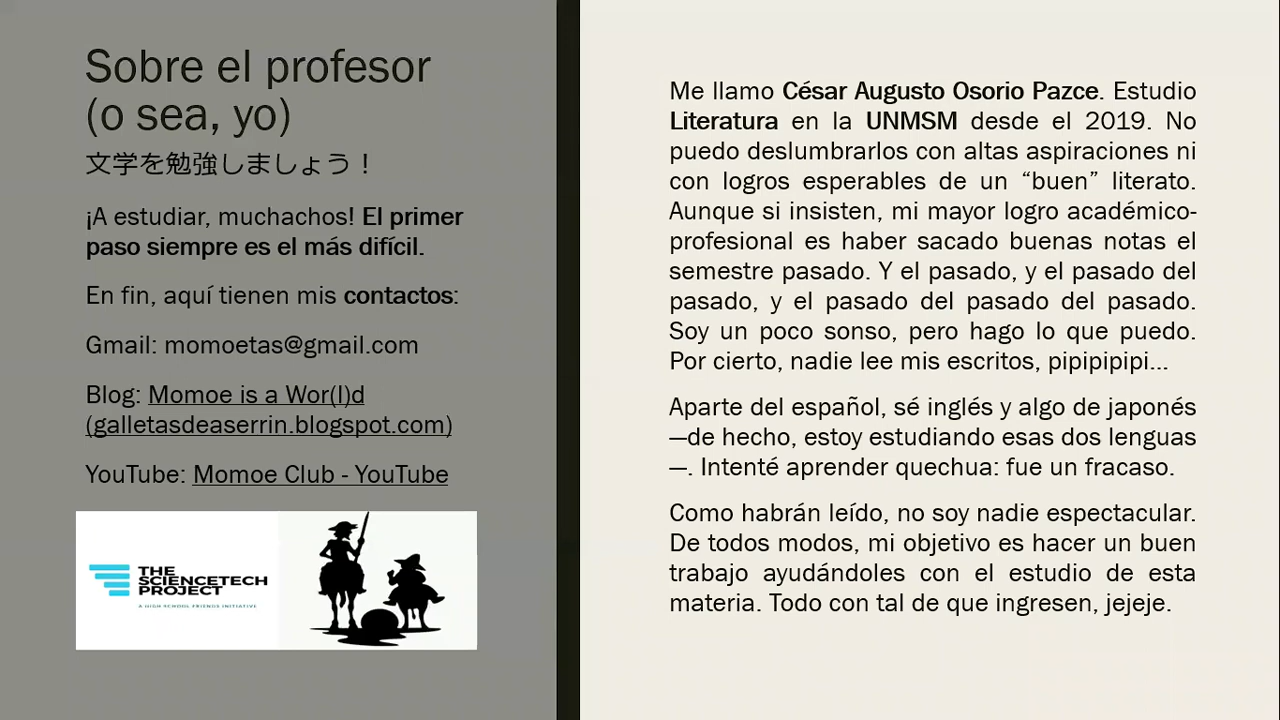 Sobre el profesor
(o sea, yo)
文学を勉強しましょう！
¡A estudiar, muchachos! El primer
paso siempre es el más difícil.
En fin, aquí tienen mis contactos:
Gmail: momoetas@gmail.com
Blog: Momoe is a Wor(l)d
(galletasdeaserrin.blogspot.com)
YouTube: Momoe Club - YouTube
THE
SCIENCETECH
PROJECT
A HIGH SCHOOL FRIENDS INITIATIVE
Me llamo César Augusto Osorio Pazce. Estudio
Literatura en la UNMSM desde el 2019. No
puedo deslumbrarlos con altas aspiraciones ni
con logros esperables de un “buen” literato.
Aunque si insisten, mi mayor logro académico-
profesional es haber sacado buenas notas el
semestre pasado. Y el pasado, y el pasado del
pasado, y el pasado del pasado del pasado.
Soy un poco sonso, pero hago lo que puedo.
Por cierto, nadie lee mis escritos, pipipipipi...
Aparte del español, sé inglés y algo de japonés
—de hecho, estoy estudiando esas dos lenguas
—. Intenté aprender quechua: fue un fracaso.
Como habrán leído, no soy nadie espectacular.
De todos modos, mi objetivo es hacer un buen
trabajo ayudándoles con el estudio de esta
materia. Todo con tal de que ingresen, jejeje.